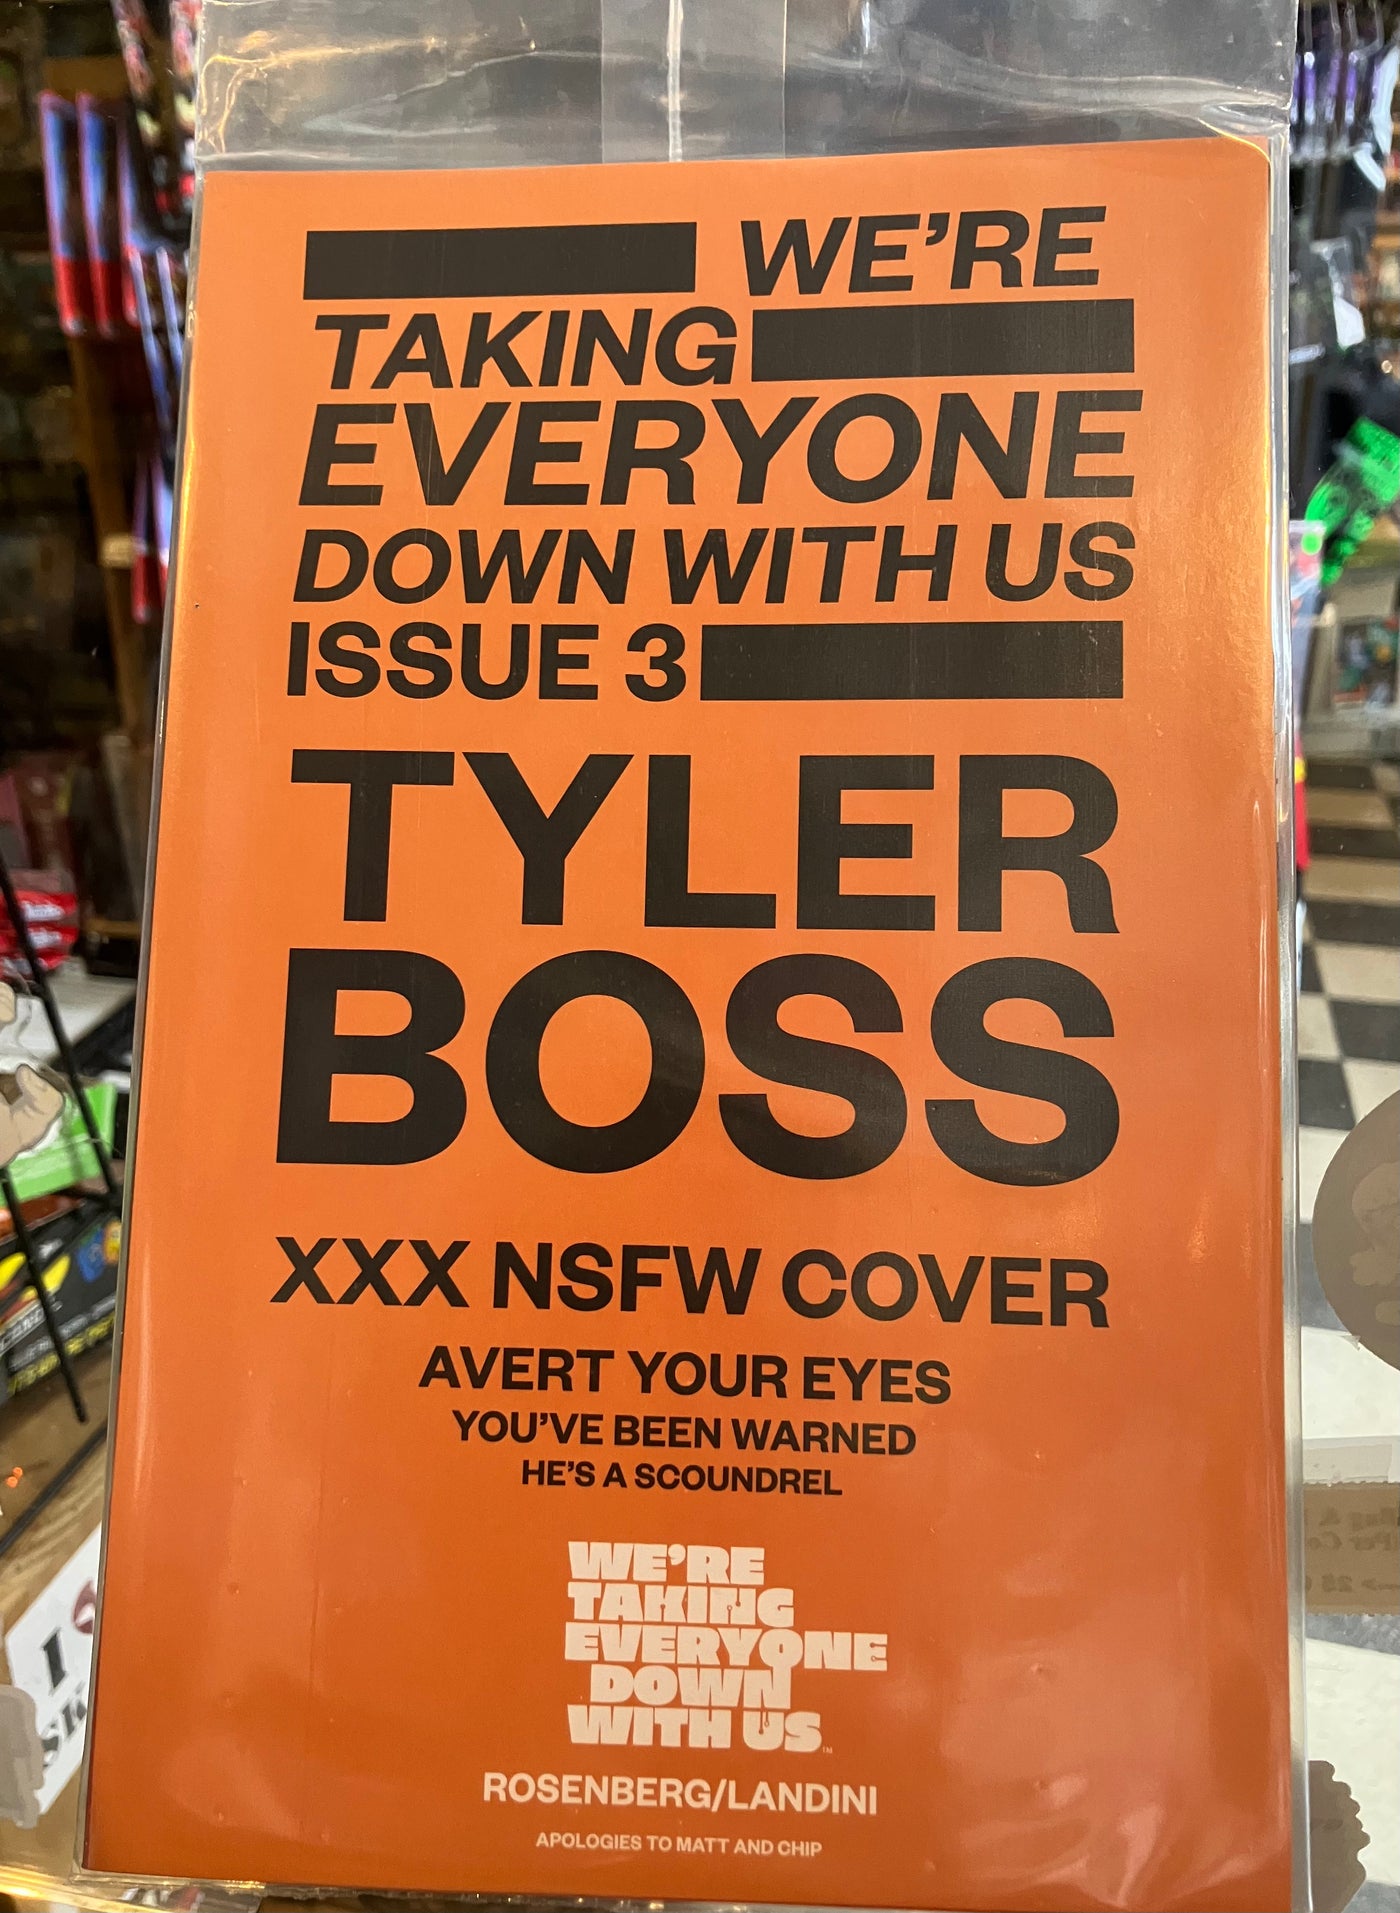 WE'RE
TAKING
EVERYONE
DOWN WITH US
ISSUE 3
TYLER
BOSS
XXX NSFW COVER
AVERT YOUR EYES
YOU'VE BEEN WARNED
HE'S A SCOUNDREL
WE'RE
TAKING
EVERYONE
DOWN
WITH US™
ROSENBERG/LANDINI
APOLOGIES TO MATT AND CHIP